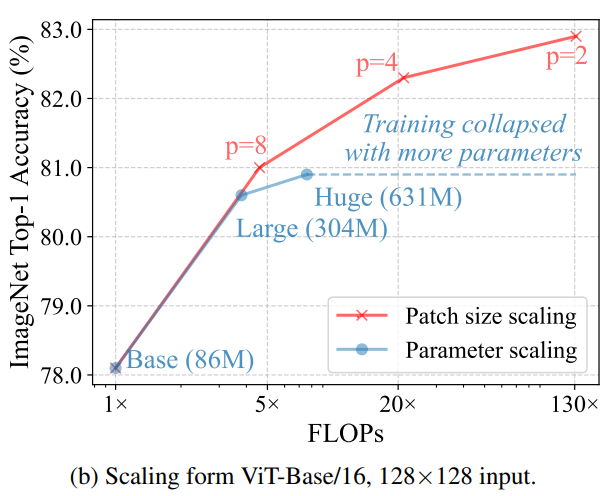 ImageNet Top-1 Accuracy (%)
83.0
82.0
81.0
80.0
79.0
78.0
p=2
p=4
p=8
Training collapsed
with more parameters
Huge (631M)
Large (304M)
Base (86M)
Patch size scaling
Parameter scaling
1× 5× 20× 130×
FLOPs
(b) Scaling form ViT-Base/16, 128×128 input.